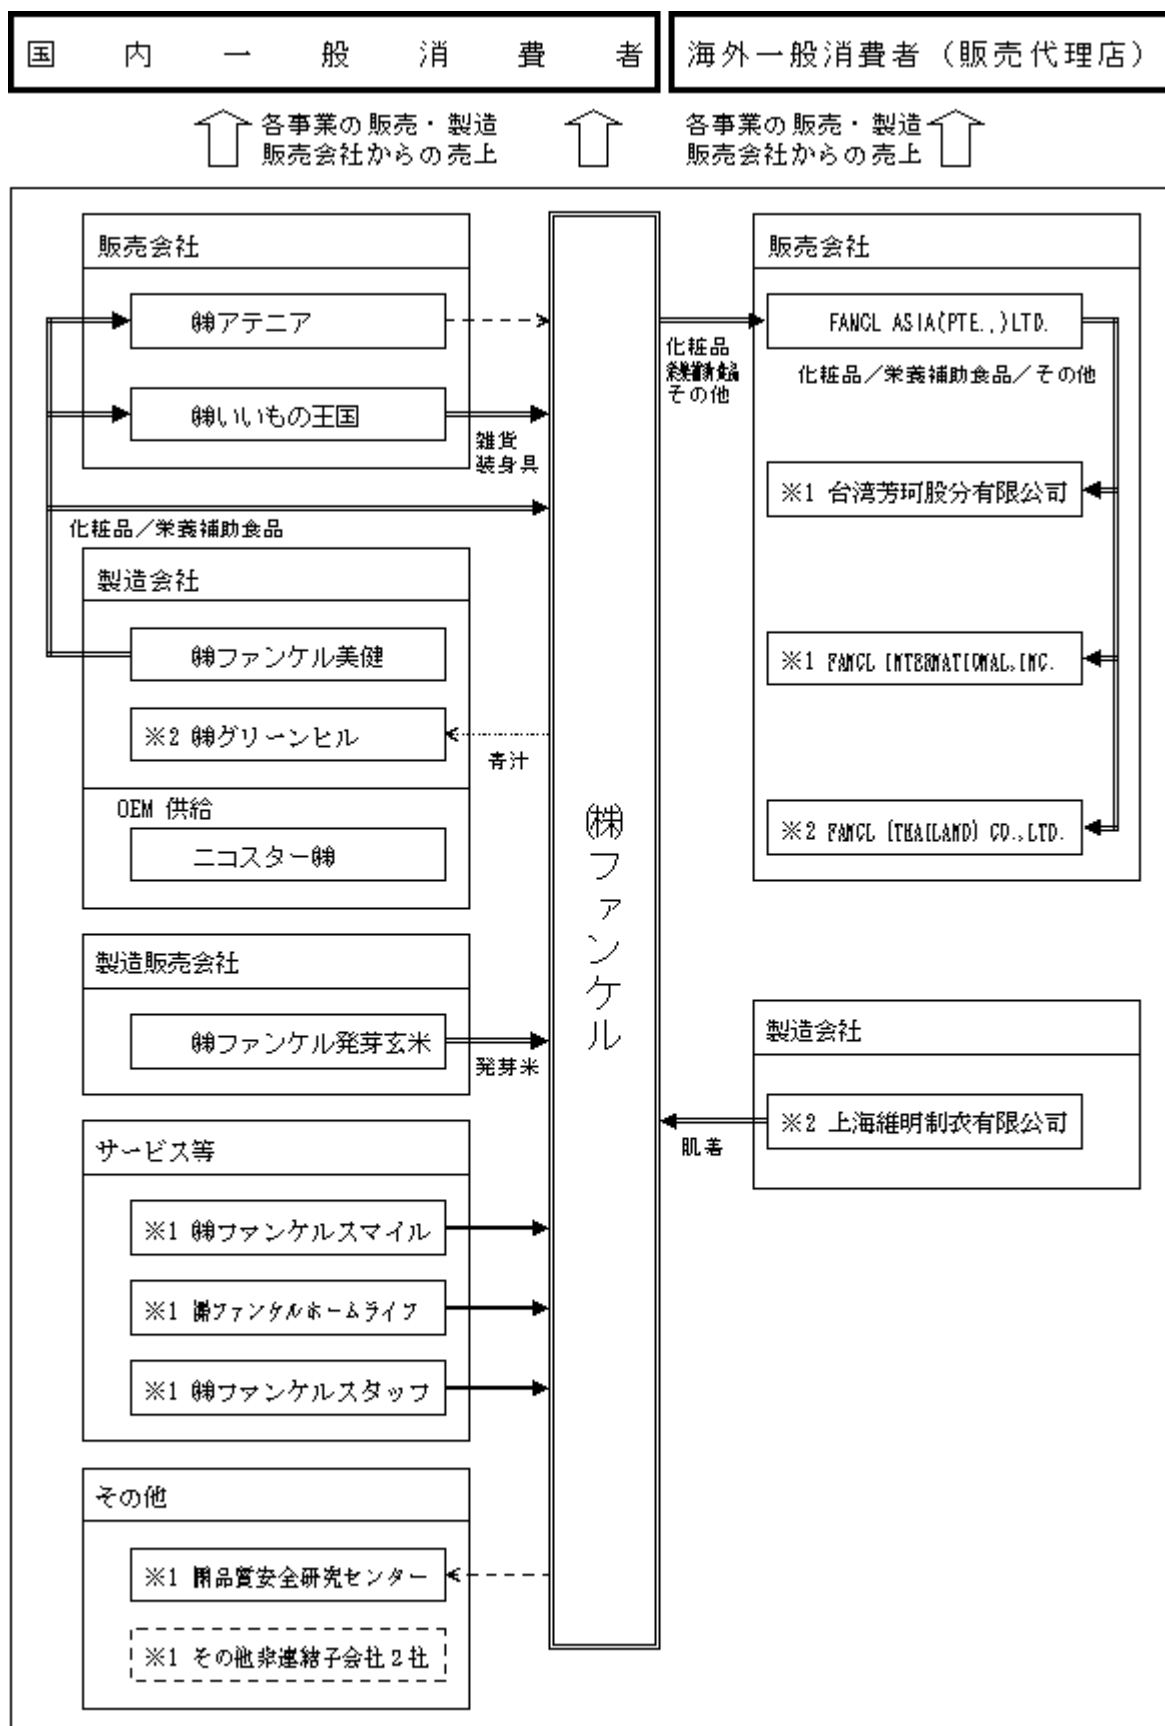 国内一般消費者
海外一般消費者(販売代理店)
各事業の販売・製造
販売会社からの売上
各事業の販売・製造
販売会社からの売上
販売会社
㈱アテニア
㈱いいもの王国
雑貨
装身具
化粧品／栄養補助食品
製造会社
㈱ファンケル美健
※2 ㈱グリーンヒル
青汁
OEM 供給
ニコスター㈱
製造販売会社
㈱ファンケル発芽玄米
発芽米
サービス等
※1 ㈱ファンケルスマイル
※1 ㈱ファンケルホームライフ
※1 ㈱ファンケルスタッフ
その他
※1 品質安全研究センター
※1 その他非連結子会社2社
(株)ファンケル
化粧品
栄養補助食品
その他
販売会社
FANCL ASIA(PTE.,)LTD.
化粧品／栄養補助食品／その他
※1 台湾芳珂股分有限公司
※1 FANCL INTERNATIONAL,INC.
※2 FANCL (THAILAND) CO.,LTD.
製造会社
※2 上海維明制衣有限公司
肌着